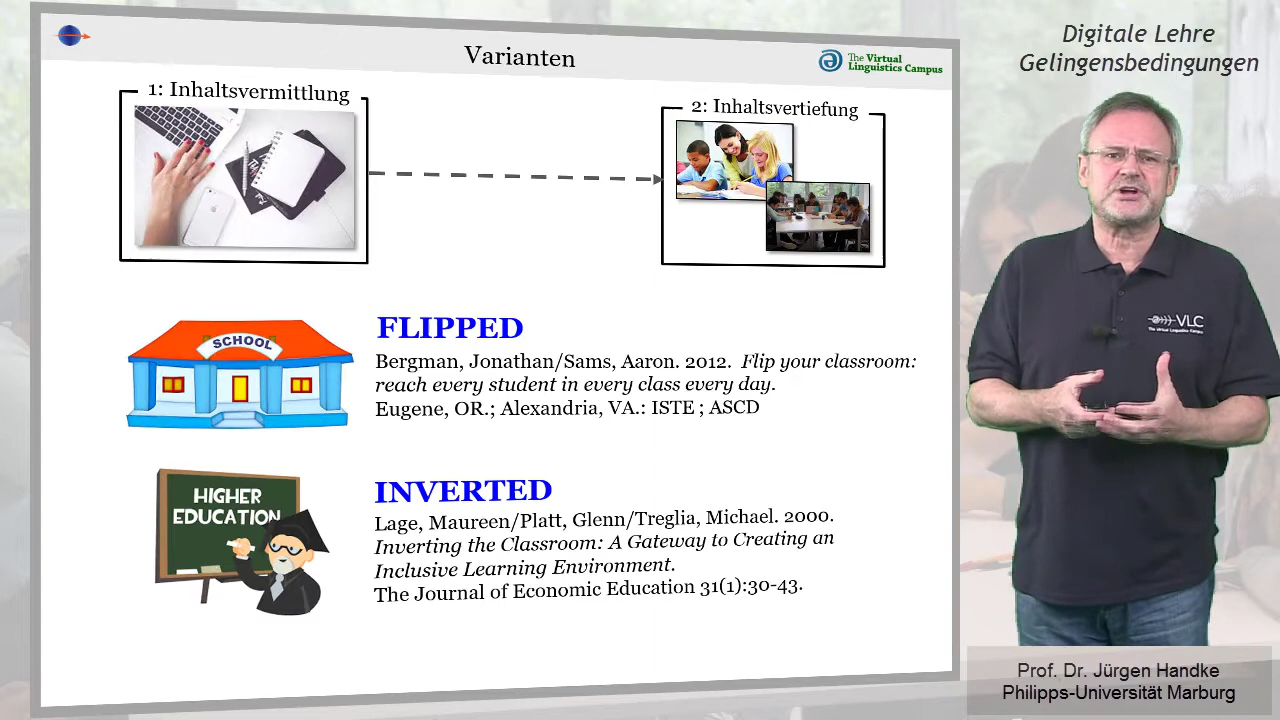 Varianten
The Virtual
Linguistics Campus
1: Inhaltsvermittlung
2: Inhaltsvertiefung
SCHOOL
FLIPPED
Bergman, Jonathan/Sams, Aaron. 2012. Flip your classroom:
reach every student in every class every day.
Eugene, OR.; Alexandria, VA.: ISTE ; ASCD
HIGHER
EDUCATION
INVERTED
Lage, Maureen/Platt, Glenn/Treglia, Michael. 2000.
Inverting the Classroom: A Gateway to Creating an
Inclusive Learning Environment.
The Journal of Economic Education 31(1):30-43.
Digitale Lehre
Gelingensbedingungen
VLC
The Virtual Linguistics Campus
Prof. Dr. Jürgen Handke
Philipps-Universität Marburg